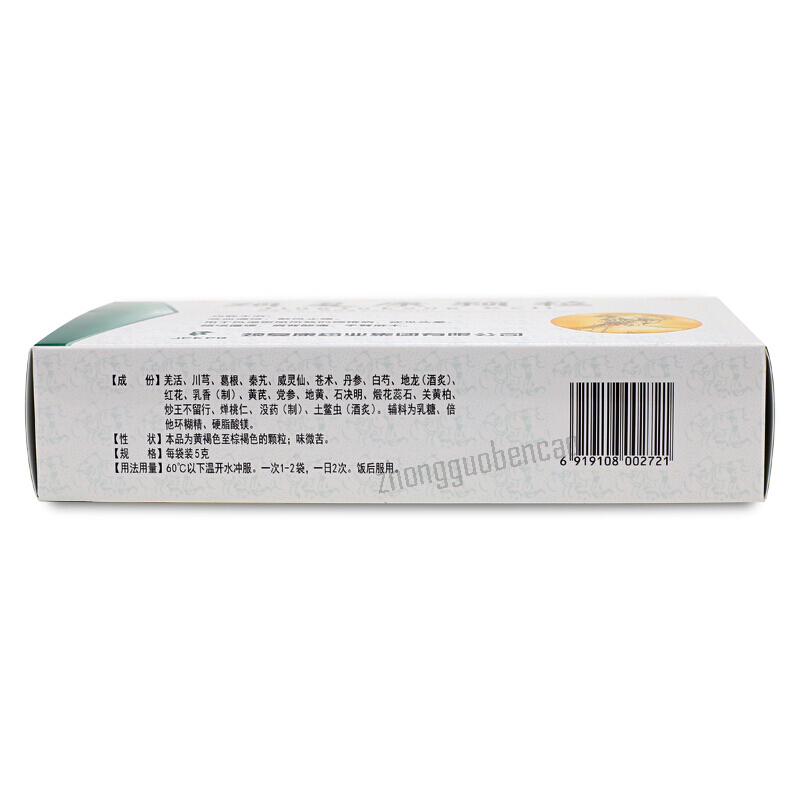 【成　份】羌活、川芎、葛根、秦艽、威灵仙、苍术、丹参、白芍、地龙(酒炙)、
红花、乳香（制）、黄芪、党参、地黄、石决明、煅花蕊石、关黄柏、
炒王不留行、焯桃仁、没药（制）、土鳖虫（酒炙）。辅料为乳糖、倍
他环糊精、硬脂酸镁。
【性　状】本品为黄褐色至棕褐色的颗粒；味微苦。
【规　格】每袋装5克
【用法用量】60℃以下温开水冲服。一次1-2袋，一日2次。饭后服用。
6 919108 002721
zhongguobencao